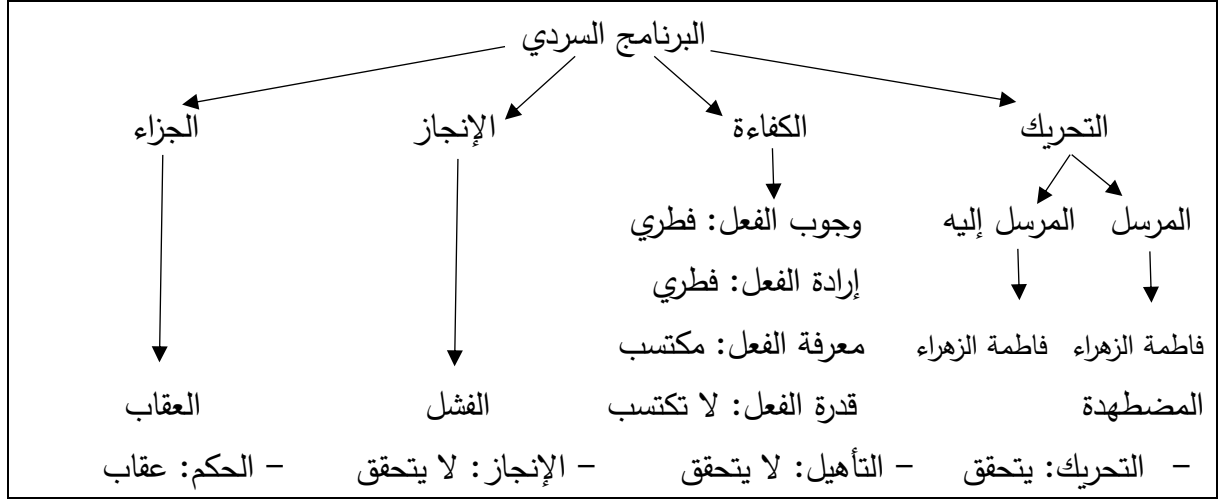 البرنامج السردي
التحريك الكفاءة الإنجاز الجزاء
المرسل المرسل إليه وجوب الفعل: فطري
إرادة الفعل: فطري
فاطمة الزهراء فاطمة الزهراء معرفة الفعل: مكتسب
المضطهدة قدرة الفعل: لا تكتسب الفشل العقاب
– التحريك: يتحقق – التأهيل: لا يتحقق – الإنجاز: لا يتحقق – الحكم: عقاب